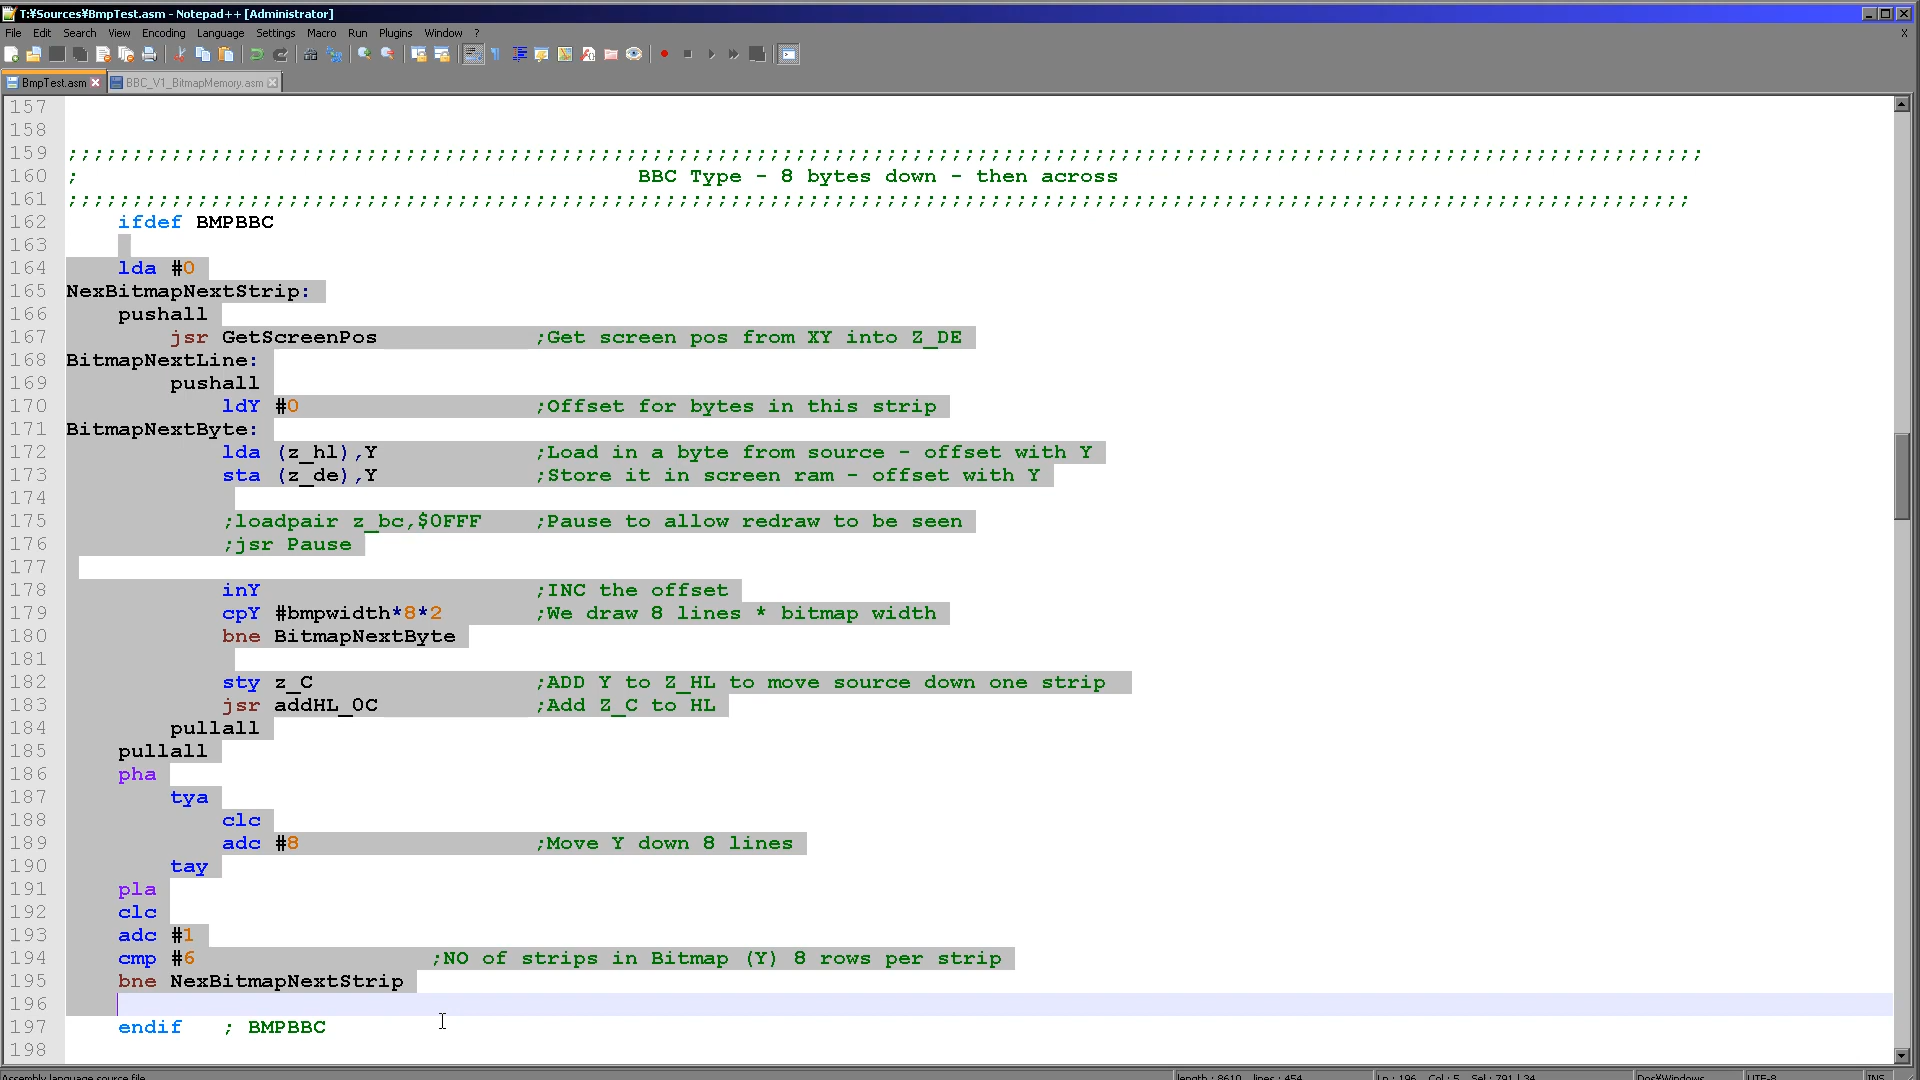 T:¥Sources¥BmpTest.asm - Notepad++ [Administrator]
File Edit Search View Encoding Language Settings Macro Run Plugins Window ? X
BmpTest.asm BBC_V1_BitmapMemory.asm
157
158
159 ;;;;;;;;;;;;;;;;;;;;;;;;;;;;;;;;;;;;;;;;;;;;;;;;;;;;;;;;;;;;;;;;;;;;;;;;;;;;;;;;;;;;;;;;;;;;;;;;;;;;;;;;;;;;;;;;;;;;;;;;;;;;;;
160 ; BBC Type - 8 bytes down - then across
161 ;;;;;;;;;;;;;;;;;;;;;;;;;;;;;;;;;;;;;;;;;;;;;;;;;;;;;;;;;;;;;;;;;;;;;;;;;;;;;;;;;;;;;;;;;;;;;;;;;;;;;;;;;;;;;;;;;;;;;;;;;;;;;
162 ifdef BMPBBC
163
164 lda #0
165 NexBitmapNextStrip:
166 pushall
167 jsr GetScreenPos ;Get screen pos from XY into Z_DE
168 BitmapNextLine:
169 pushall
170 ldY #0 ;Offset for bytes in this strip
171 BitmapNextByte:
172 lda (z_hl),Y ;Load in a byte from source - offset with Y
173 sta (z_de),Y ;Store it in screen ram - offset with Y
174
175 ;loadpair z_bc,$0FFF ;Pause to allow redraw to be seen
176 ;jsr Pause
177
178 inY ;INC the offset
179 cpY #bmpwidth*8*2 ;We draw 8 lines * bitmap width
180 bne BitmapNextByte
181
182 sty z_C ;ADD Y to Z_HL to move source down one strip
183 jsr addHL_0C ;Add Z_C to HL
184 pullall
185 pullall
186 pha
187 tya
188 clc
189 adc #8 ;Move Y down 8 lines
190 tay
191 pla
192 clc
193 adc #1
194 cmp #6 ;NO of strips in Bitmap (Y) 8 rows per strip
195 bne NexBitmapNextStrip
196
197 endif ; BMPBBC
198
Assembly language source file length : 8610 lines : 454 Ln : 196 Col : 5 Sel : 791 | 34 Dos¥Windows UTF-8 INS